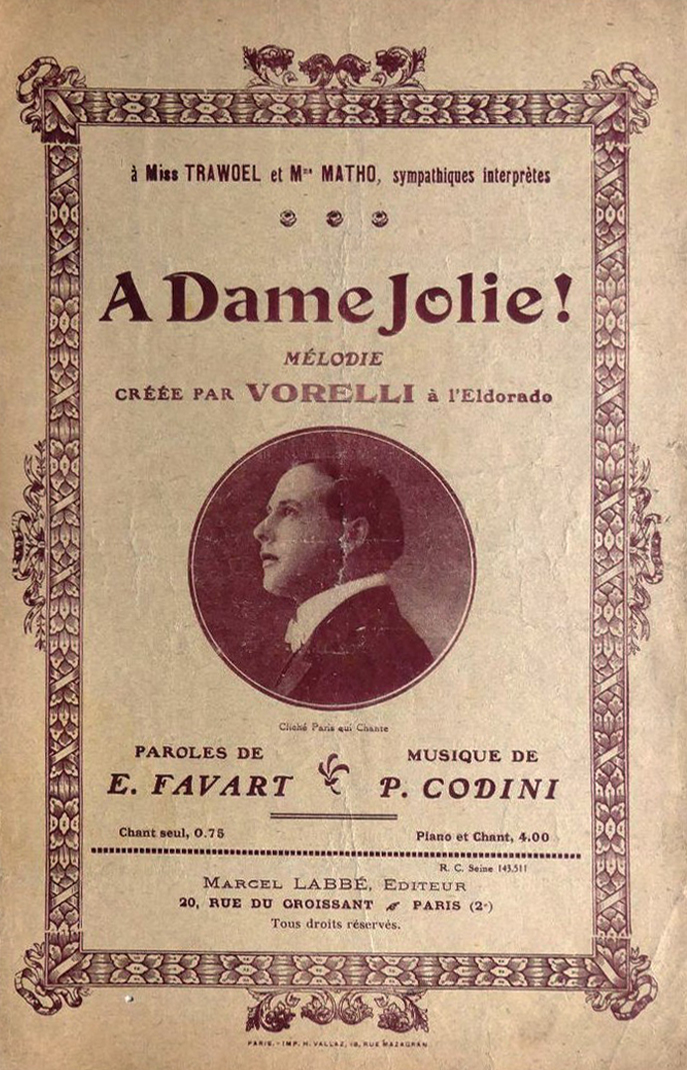 à Miss TRAWOEL et Mme MATHO, sympathiques interprètes
A Dame Jolie!
MÉLODIE
CRÉÉE PAR VORELLI à l'Eldorado
Cliché Paris qui Chante
PAROLES DE
E. FAVART
MUSIQUE DE
P. CODINI
Chant seul, 0.75
Piano et Chant, 4.00
R. C. Seine 143.511
MARCEL LABBÉ, EDITEUR
20, RUE DU CROISSANT PARIS (2e)
Tous droits réservés.
PARIS. - IMP. H. VALLAZ, 18, RUE MAZAGRAN